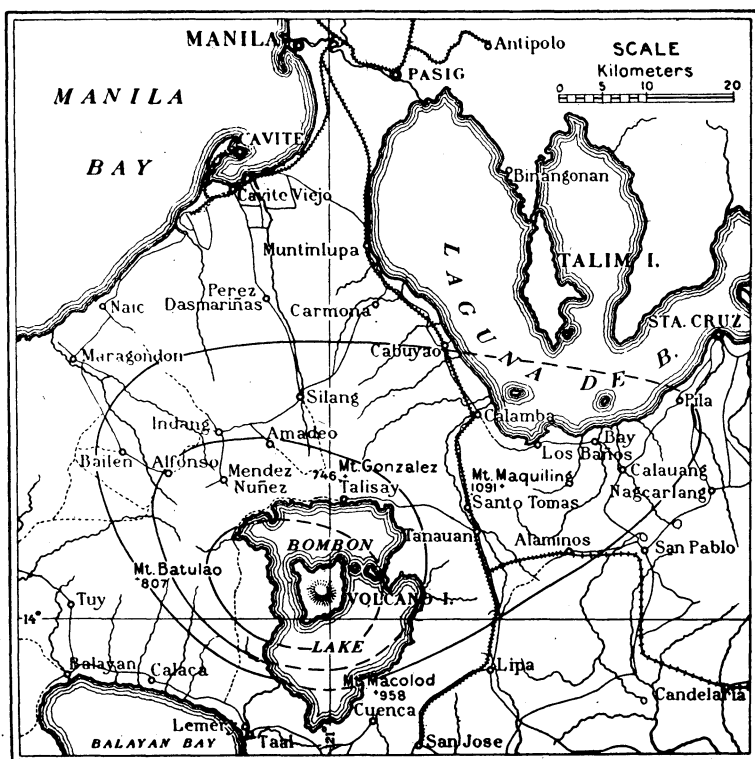 MANILA
Antipolo
SCALE
Kilometers
0 5 10 20
PASIG
MANILA
BAY
CAVITE
Cavite Viejo
Binangonan
Muntinlupa
LAGUNA DE B.
TALIM I.
Perez
Dasmariñas
Naic
Carmona
STA. CRUZ
Maragondon
Cabuyao
Silang
Pila
Calamba
Indang
Amadeo
Bay
Los Baños
Bailen
Alfonso
Mendez
Nuñez
746
Mt. Gonzalez
Talisay
Mt. Maquiling
1091
Calauang
Nagcarlang
Santo Tomas
BOMBON
Tanauan
Alaminos
San Pablo
Mt. Batulao
807
VOLCANO I.
Tuy
14°
LAKE
Balayan
Calaca
Lipa
Mt. Macolod
958
Candelaria
Cuenca
Lemery
Taal
121
San Jose
BALAYAN BAY